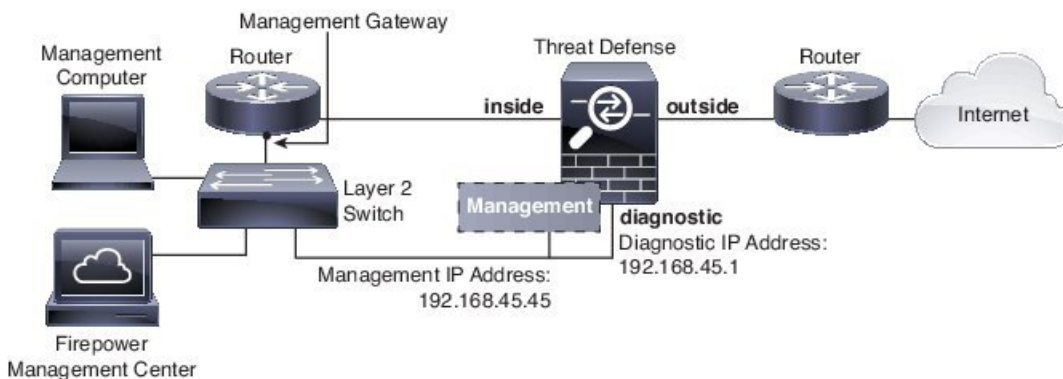 Management Gateway
Management
Computer
Router
Threat Defense
Router
inside
outside
Internet
Layer 2
Switch
Management
diagnostic
Diagnostic IP Address:
192.168.45.1
Management IP Address:
192.168.45.45
Firepower
Management Center